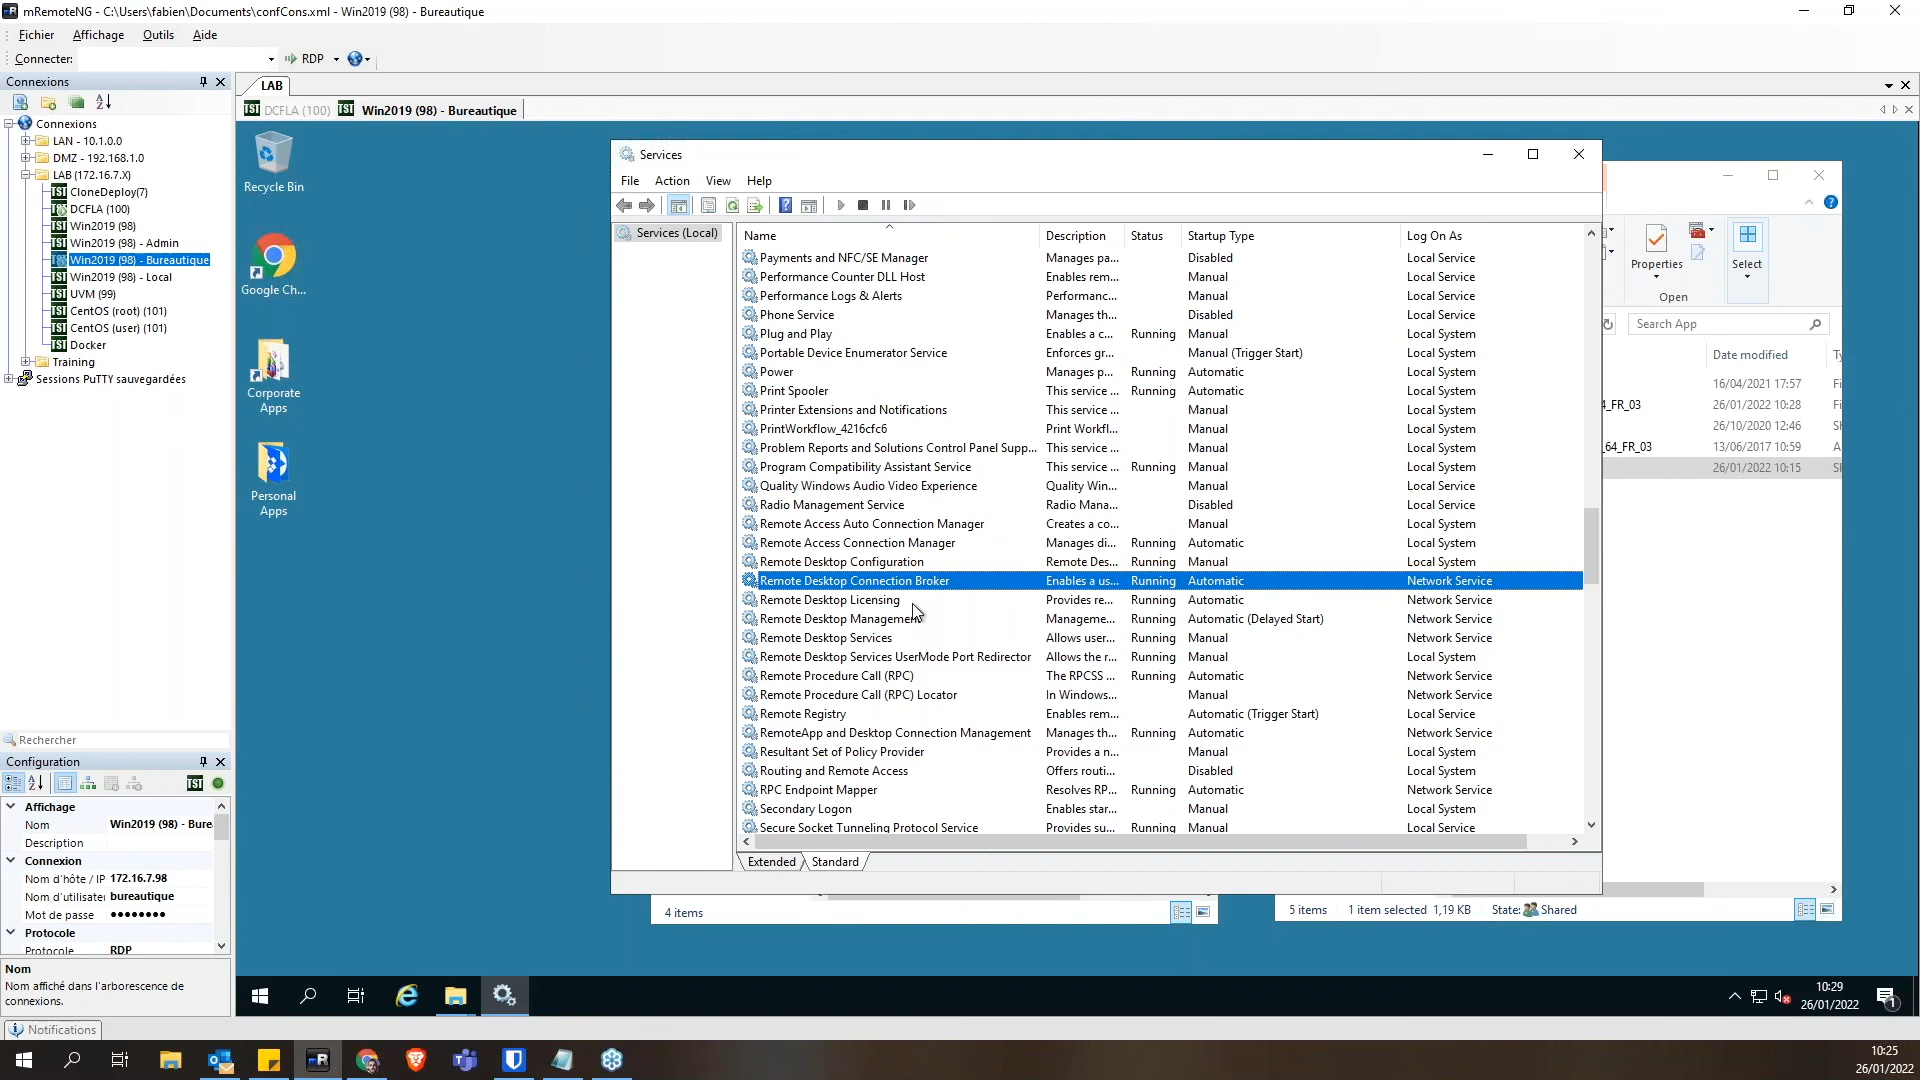 mRemoteNG - C:\Users\fabien\Documents\confCons.xml - Win2019 (98) - Bureautique
Fichier Affichage Outils Aide
Connecter: RDP
Connexions
LAB
DCFLA (100) Win2019 (98) - Bureautique
Connexions
LAN - 10.1.0.0
DMZ - 192.168.1.0
LAB (172.16.7.X)
CloneDeploy(7)
DCFLA (100)
Win2019 (98)
Win2019 (98) - Admin
Win2019 (98) - Bureautique
Win2019 (98) - Local
UVM (99)
CentOS (root) (101)
CentOS (user) (101)
Docker
Training
Sessions PuTTY sauvegardées
Rechercher
Configuration
Affichage
Nom Win2019 (98) - Bure
Description
Connexion
Nom d'hôte / IP 172.16.7.98
Nom d'utilisateu bureautique
Mot de passe ●●●●●●●●
Protocole
Protocole RDP
Nom
Nom affiché dans l'arborescence de
connexions.
Notifications
Recycle Bin
Google Ch...
Corporate
Apps
Personal
Apps
Services
File Action View Help
Services (Local)
Name Description Status Startup Type Log On As
Payments and NFC/SE Manager Manages pa... Disabled Local Service
Performance Counter DLL Host Enables rem... Manual Local Service
Performance Logs & Alerts Performanc... Manual Local Service
Phone Service Manages th... Disabled Local Service
Plug and Play Enables a c... Running Manual Local System
Portable Device Enumerator Service Enforces gr... Manual (Trigger Start) Local System
Power Manages p... Running Automatic Local System
Print Spooler This service ... Running Automatic Local System
Printer Extensions and Notifications This service ... Manual Local System
PrintWorkflow_4216cfc6 Print Workfl... Manual Local System
Problem Reports and Solutions Control Panel Supp... This service ... Manual Local System
Program Compatibility Assistant Service This service ... Running Manual Local System
Quality Windows Audio Video Experience Quality Win... Manual Local Service
Radio Management Service Radio Mana... Disabled Local Service
Remote Access Auto Connection Manager Creates a co... Manual Local System
Remote Access Connection Manager Manages di... Running Automatic Local System
Remote Desktop Configuration Remote Des... Running Manual Local System
Remote Desktop Connection Broker Enables a us... Running Automatic Network Service
Remote Desktop Licensing Provides re... Running Automatic Network Service
Remote Desktop Management Manageme... Running Automatic (Delayed Start) Network Service
Remote Desktop Services Allows user... Running Manual Network Service
Remote Desktop Services UserMode Port Redirector Allows the r... Running Manual Local System
Remote Procedure Call (RPC) The RPCSS ... Running Automatic Network Service
Remote Procedure Call (RPC) Locator In Windows... Manual Network Service
Remote Registry Enables rem... Automatic (Trigger Start) Local Service
RemoteApp and Desktop Connection Management Manages th... Running Automatic Network Service
Resultant Set of Policy Provider Provides a n... Manual Local System
Routing and Remote Access Offers routi... Disabled Local System
RPC Endpoint Mapper Resolves RP... Running Automatic Network Service
Secondary Logon Enables star... Manual Local System
Secure Socket Tunneling Protocol Service Provides su... Running Manual Local Service
Extended Standard
4 items
Properties
Open
Select
Search App
Date modified Ty
16/04/2021 17:57 Fi
4_FR_03 26/01/2022 10:28 Fi
26/10/2020 12:46 Sh
_64_FR_03 13/06/2017 10:59 A
26/01/2022 10:15 Sh
5 items 1 item selected 1,19 KB State: Shared
10:29
26/01/2022
1
10:25
26/01/2022